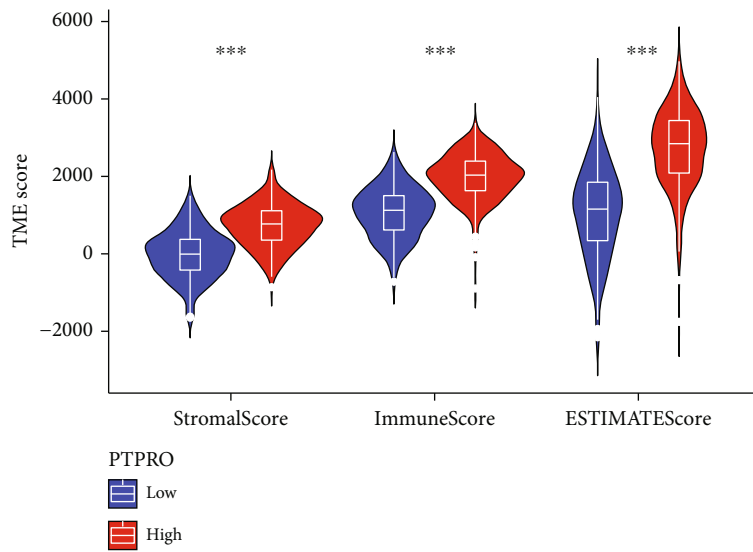 6000
4000
2000
0
−2000
TME score
*** *** ***
StromalScore ImmuneScore ESTIMATEScore
PTPRO
Low
High